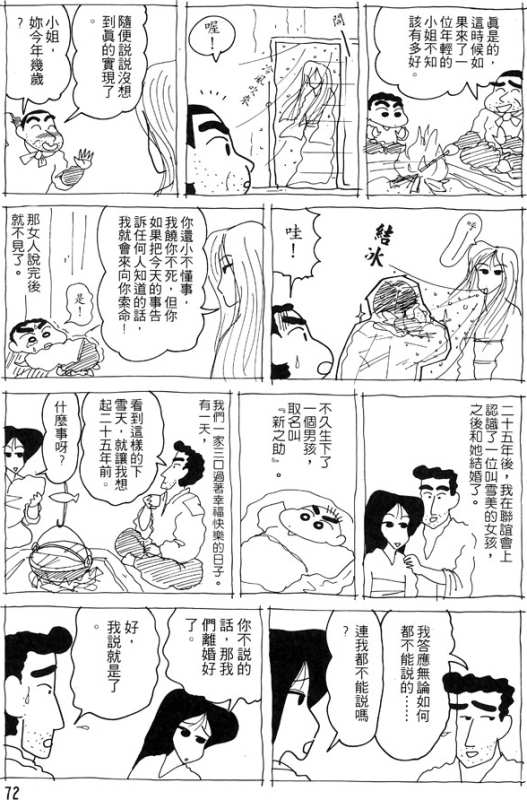 真是的，
這時候如
果來了一
位年輕的
小姐不知
該有多好。
喔！
冷風吹來
隨便說說沒想
到真的實現了
。
小姐，
妳今年幾歲
？
呼
結冰
哇！
你還小不懂事，
我饒你不死，但你
如果把今天的事告
訴任何人知道的話，
我就會來向你索命！
是！
那女人說完後
就不見了。
二十五年後，我在聯誼會上
認識了一位叫雪美的女孩，
之後和她結婚了。
不久生下了
一個男孩，
取名叫
『新之助』。
我們一家三口過著幸福快樂的日子。
有一天，
看到這樣的下
雪天，就讓我想
起二十五年前。
什麼事呀？
我答應無論如何
都不能說的……
連我都不能說嗎
？
你不說的
話，那我
們離婚好
了。
好，
我說就是了
。
72